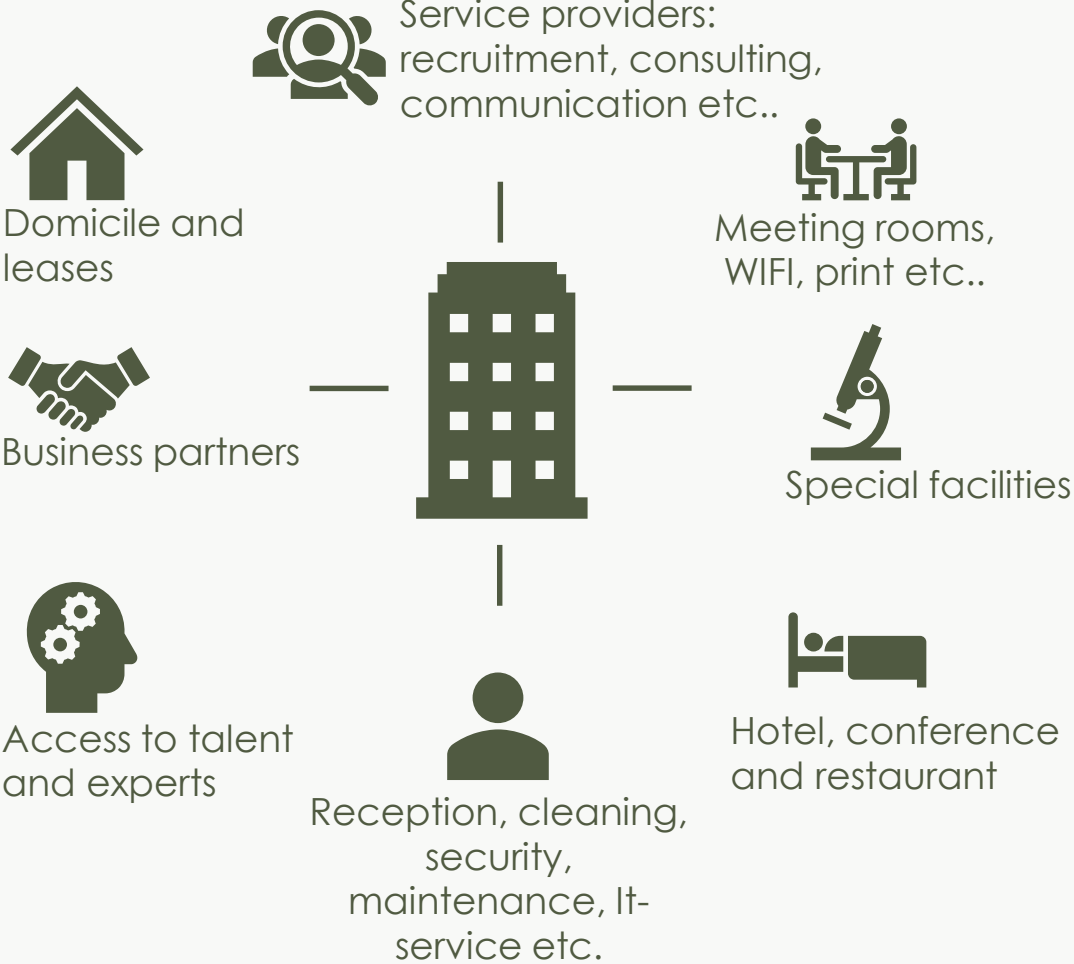 Service providers:
recruitment, consulting,
communication etc..
Domicile and
leases
Meeting rooms,
WIFI, print etc..
Business partners
Special facilities
Access to talent
and experts
Hotel, conference
and restaurant
Reception, cleaning,
security,
maintenance, It-
service etc.